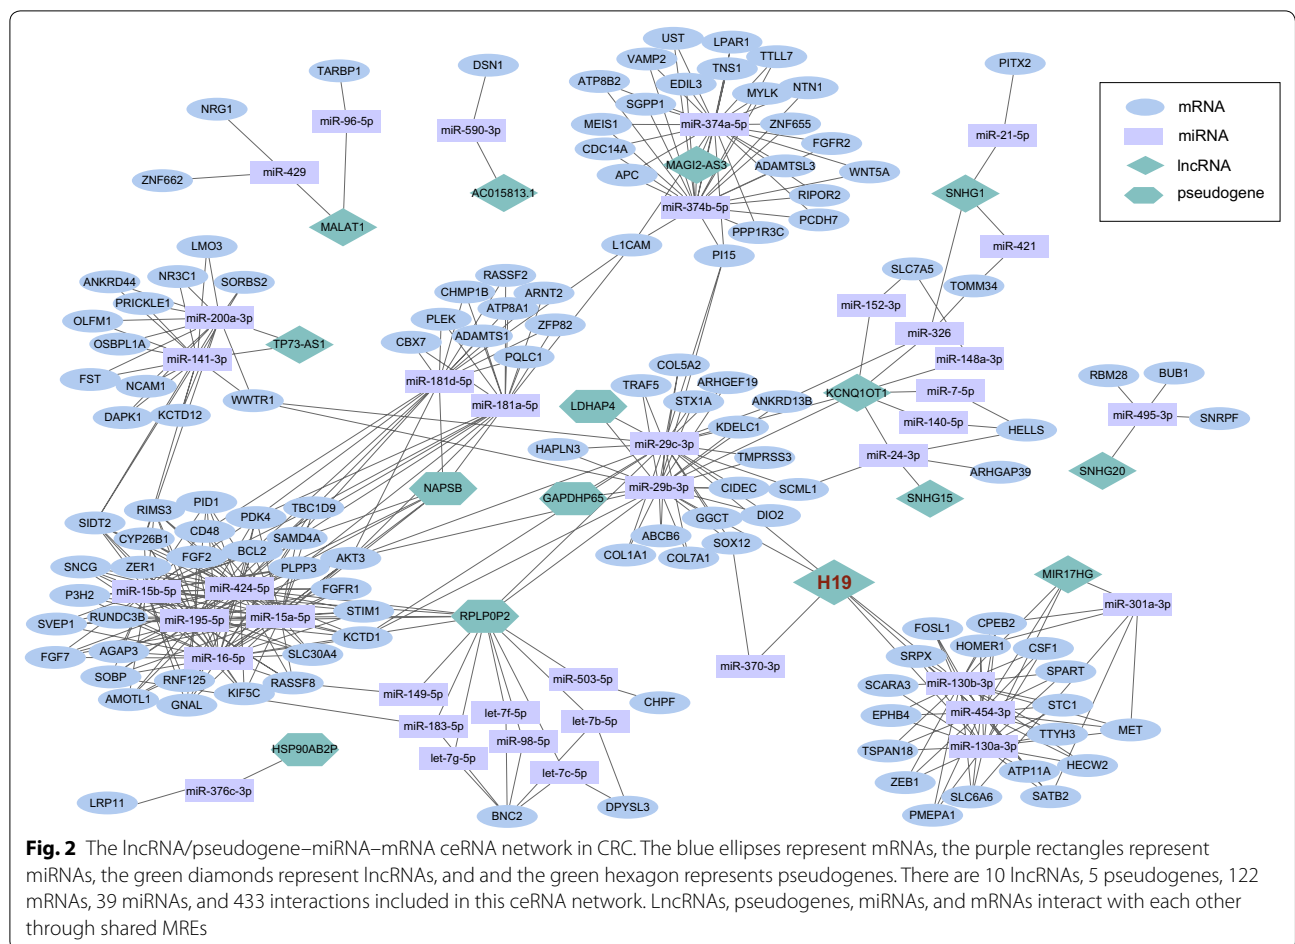 UST
LPAR1
DSN1
VAMP2
TTLL7
PITX2
TARBP1
TNS1
ATP8B2
EDIL3
NTN1
mRNA
NRG1
SGPP1
MYLK
miR-96-5p
miR-590-3p
MEIS1
miR-374a-5p
ZNF655
miR-21-5p
miRNA
CDC14A
FGFR2
MAGI2-AS3
ADAMTSL3
lncRNA
miR-429
APC
WNT5A
ZNF662
AC015813.1
SNHG1
pseudogene
miR-374b-5p
RIPOR2
MALAT1
PCDH7
PPP1R3C
LMO3
L1CAM
PI15
miR-421
SLC7A5
NR3C1
RASSF2
ANKRD44
SORBS2
TOMM34
CHMP1B
ARNT2
PRICKLE1
miR-152-3p
ATP8A1
OLFM1
miR-200a-3p
PLEK
ZFP82
miR-326
OSBPL1A
TP73-AS1
CBX7
ADAMTS1
miR-141-3p
PQLC1
miR-148a-3p
COL5A2
FST
miR-181d-5p
TRAF5
ARHGEF19
RBM28
BUB1
NCAM1
KCNQ1OT1
miR-7-5p
WWTR1
STX1A
ANKRD13B
miR-181a-5p
LDHAP4
DAPK1
KCTD12
miR-495-3p
SNRPF
KDELC1
miR-140-5p
HELLS
miR-29c-3p
HAPLN3
TMPRSS3
miR-24-3p
ARHGAP39
SNHG20
NAPSB
miR-29b-3p
CIDEC
SCML1
GAPDHP65
SNHG15
PID1
TBC1D9
RIMS3
DIO2
SIDT2
PDK4
GGCT
CD48
CYP26B1
SAMD4A
ABCB6
SOX12
FGF2
BCL2
AKT3
COL1A1
COL7A1
SNCG
ZER1
PLPP3
H19
MIR17HG
P3H2
miR-15b-5p
miR-424-5p
FGFR1
miR-301a-3p
STIM1
SVEP1
RUNDC3B
miR-195-5p
miR-15a-5p
RPLP0P2
CPEB2
FOSL1
KCTD1
HOMER1
CSF1
FGF7
AGAP3
miR-16-5p
SLC30A4
SRPX
miR-370-3p
SPART
SOBP
RNF125
RASSF8
miR-503-5p
SCARA3
miR-130b-3p
AMOTL1
GNAL
KIF5C
miR-149-5p
CHPF
STC1
let-7f-5p
EPHB4
miR-454-3p
miR-183-5p
let-7b-5p
MET
TTYH3
miR-98-5p
HSP90AB2P
TSPAN18
miR-130a-3p
let-7g-5p
HECW2
let-7c-5p
ATP11A
ZEB1
miR-376c-3p
SLC6A6
SATB2
LRP11
DPYSL3
BNC2
PMEPA1
Fig. 2 The lncRNA/pseudogene–miRNA–mRNA ceRNA network in CRC. The blue ellipses represent mRNAs, the purple rectangles represent
miRNAs, the green diamonds represent lncRNAs, and and the green hexagon represents pseudogenes. There are 10 lncRNAs, 5 pseudogenes, 122
mRNAs, 39 miRNAs, and 433 interactions included in this ceRNA network. LncRNAs, pseudogenes, miRNAs, and mRNAs interact with each other
through shared MREs